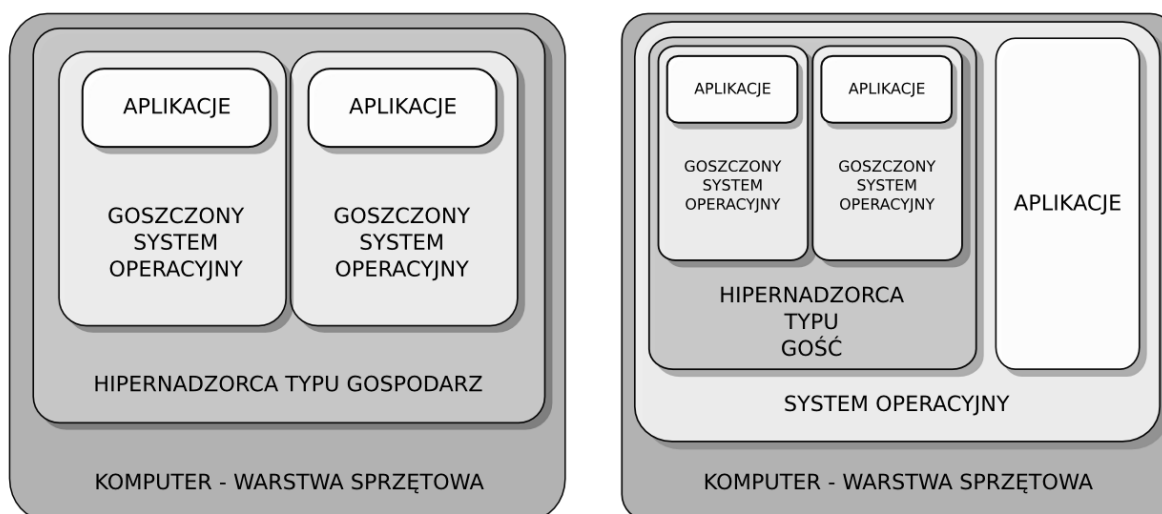 APLIKACJE
APLIKACJE
GOSZCZONY
SYSTEM
OPERACYJNY
GOSZCZONY
SYSTEM
OPERACYJNY
HIPERNADZORCA TYPU GOSPODARZ
KOMPUTER - WARSTWA SPRZĘTOWA
APLIKACJE
APLIKACJE
GOSZCZONY
SYSTEM
OPERACYJNY
GOSZCZONY
SYSTEM
OPERACYJNY
HIPERNADZORCA
TYPU
GOŚĆ
APLIKACJE
SYSTEM OPERACYJNY
KOMPUTER - WARSTWA SPRZĘTOWA